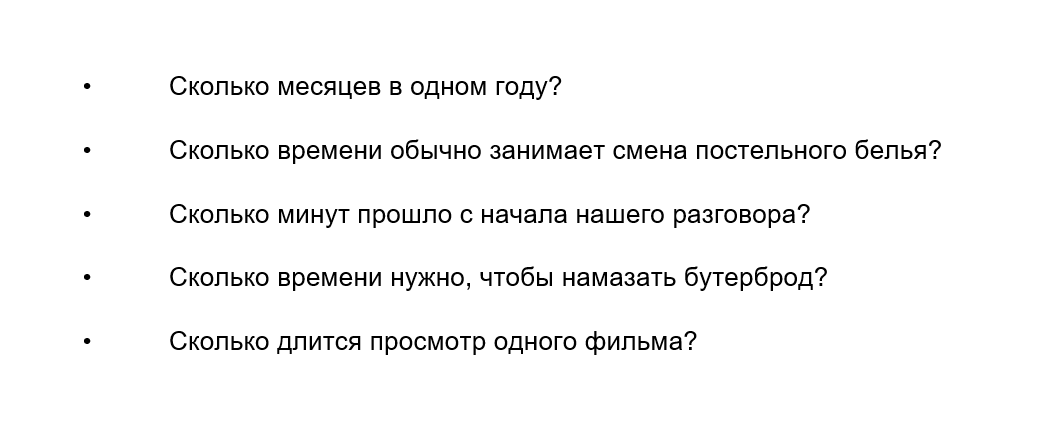 • Сколько месяцев в одном году?
• Сколько времени обычно занимает смена постельного белья?
• Сколько минут прошло с начала нашего разговора?
• Сколько времени нужно, чтобы намазать бутерброд?
• Сколько длится просмотр одного фильма?